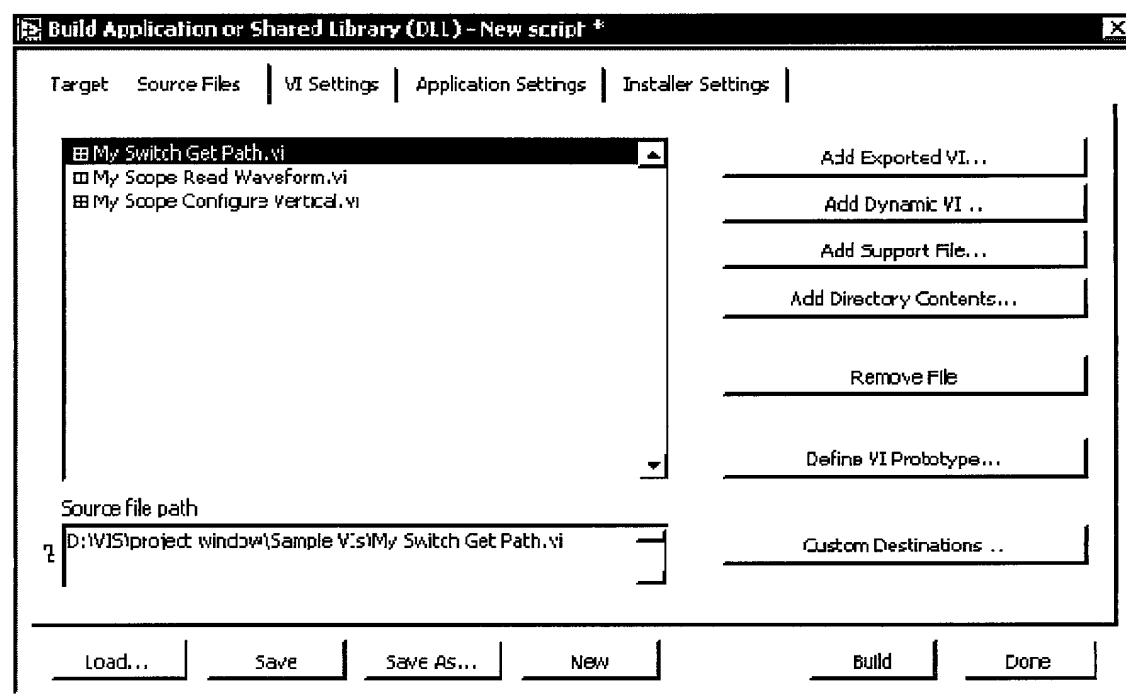 Build Application or Shared Library (DLL) - New script *
Target Source Files VI Settings Application Settings Installer Settings
My Switch Get Path.vi
My Scope Read Waveform.vi
My Scope Configure Vertical.vi
Add Exported VI...
Add Dynamic VI ..
Add Support File...
Add Directory Contents...
Remove File
Define VI Prototype...
Custom Destinations ..
Source file path
D:\VIS\project window\Sample VIs\My Switch Get Path.vi
Load... Save Save As... New Build Done